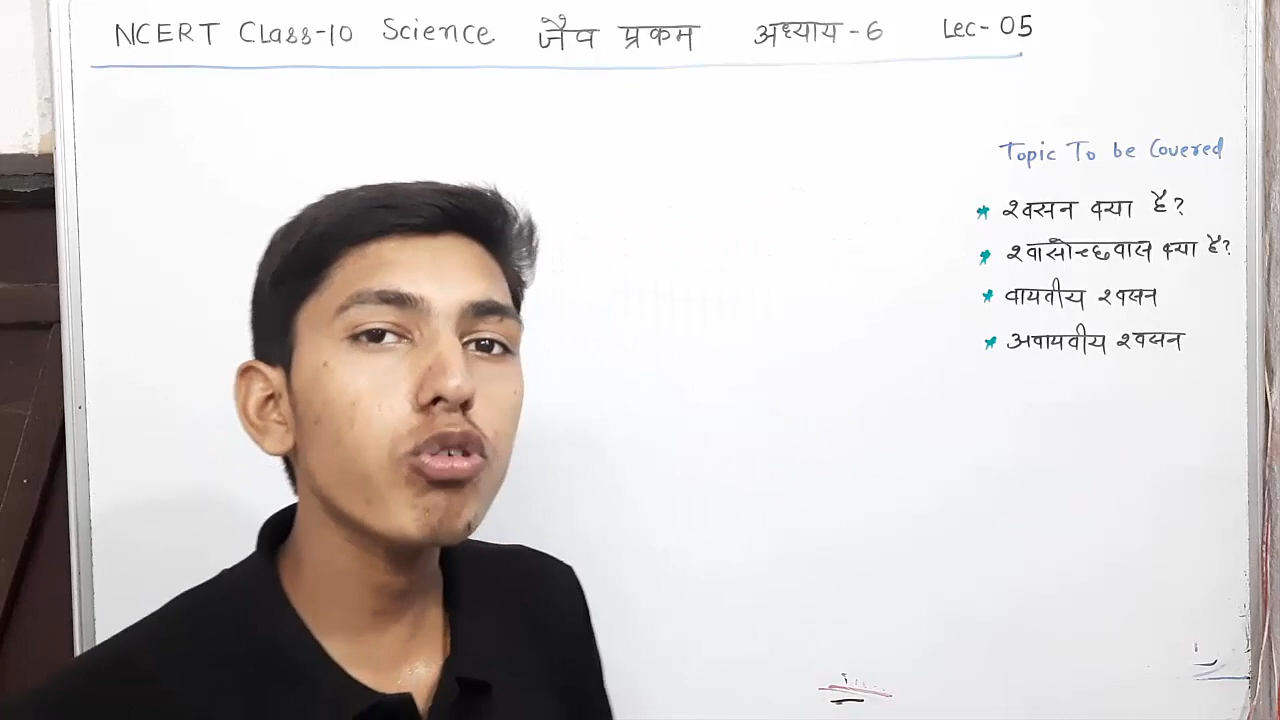 NCERT Class-10 Science जैव प्रक्रम अध्याय - 6 Lec- 05
Topic To be Covered
* श्वसन क्या है?
* श्वासोच्छवास क्या है?
* वायवीय श्वसन
* अवायवीय श्वसन